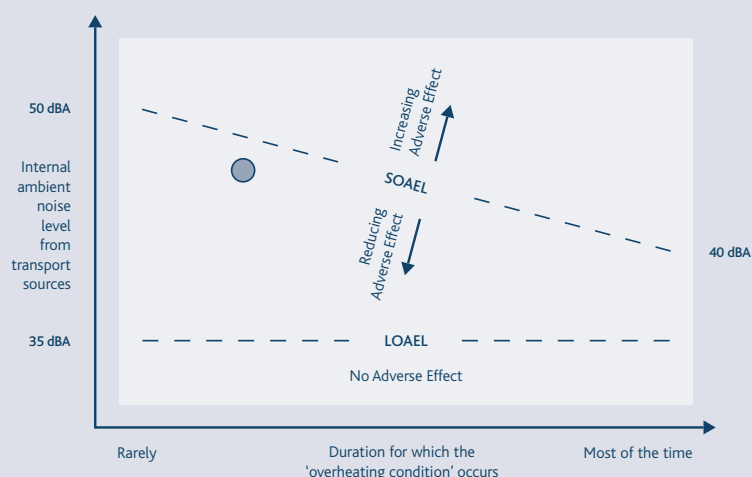 50 dBA
Internal
ambient
noise
level
from
transport
sources
35 dBA
Increasing
Adverse Effect
SOAEL
Reducing
Adverse Effect
40 dBA
LOAEL
No Adverse Effect
Rarely
Duration for which the
'overheating condition' occurs
Most of the time